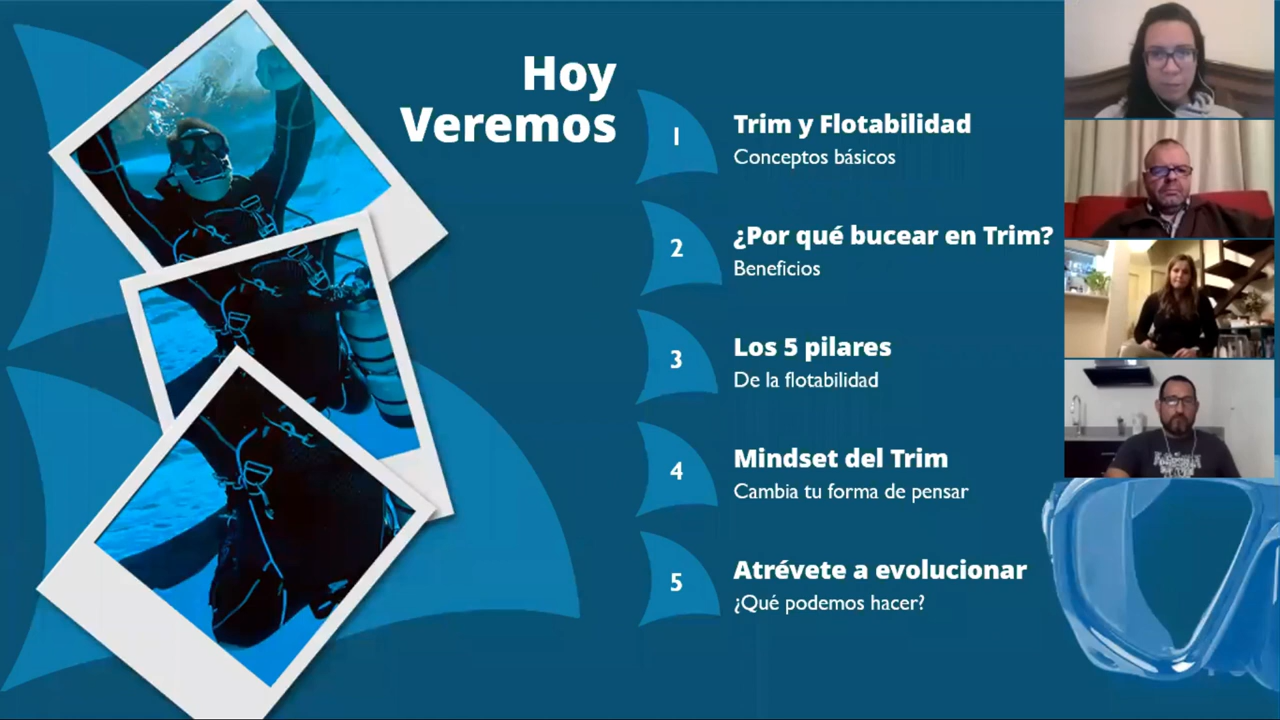 Hoy
Veremos
1
Trim y Flotabilidad
Conceptos básicos
2
¿Por qué bucear en Trim?
Beneficios
3
Los 5 pilares
De la flotabilidad
4
Mindset del Trim
Cambia tu forma de pensar
5
Atrévete a evolucionar
¿Qué podemos hacer?